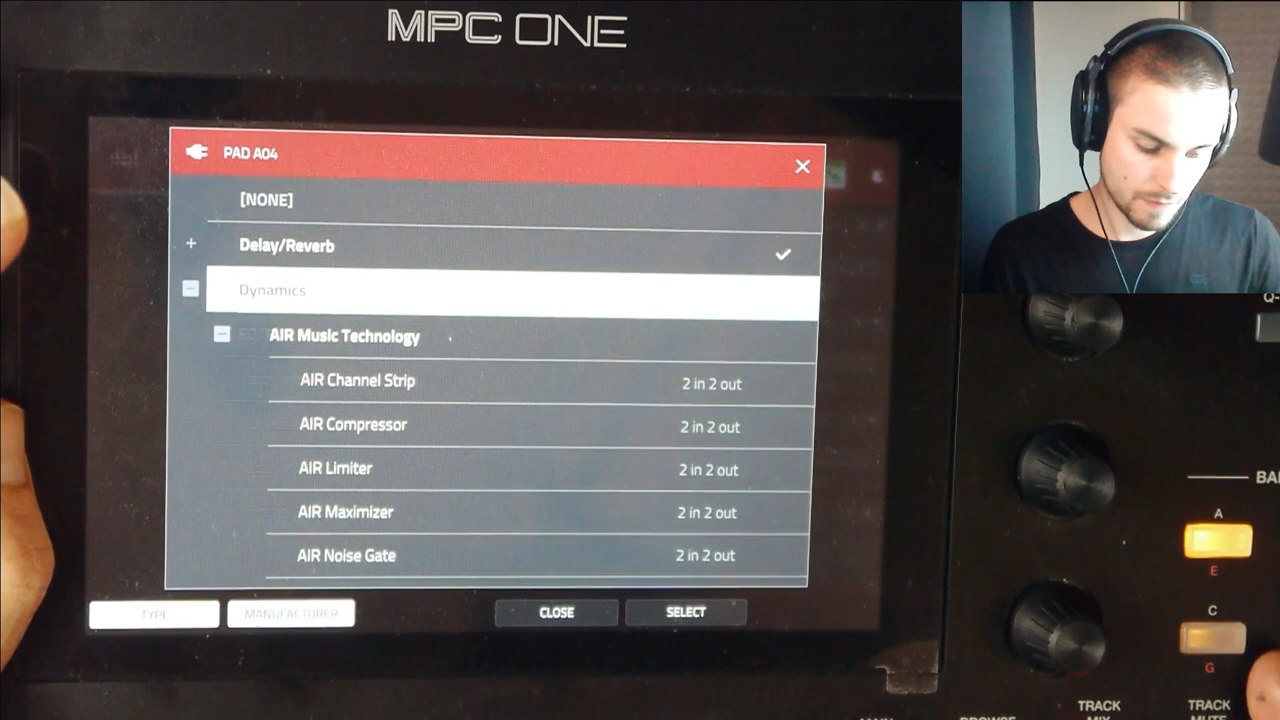 MPC ONE
PAD A04
[NONE]
+ Delay/Reverb
Dynamics
AIR Music Technology
AIR Channel Strip 2 in 2 out
AIR Compressor 2 in 2 out
AIR Limiter 2 in 2 out
AIR Maximizer 2 in 2 out
AIR Noise Gate 2 in 2 out
TYPE MANUFACTURER CLOSE SELECT
A
E
C
G
TRACK
MIX
TRACK